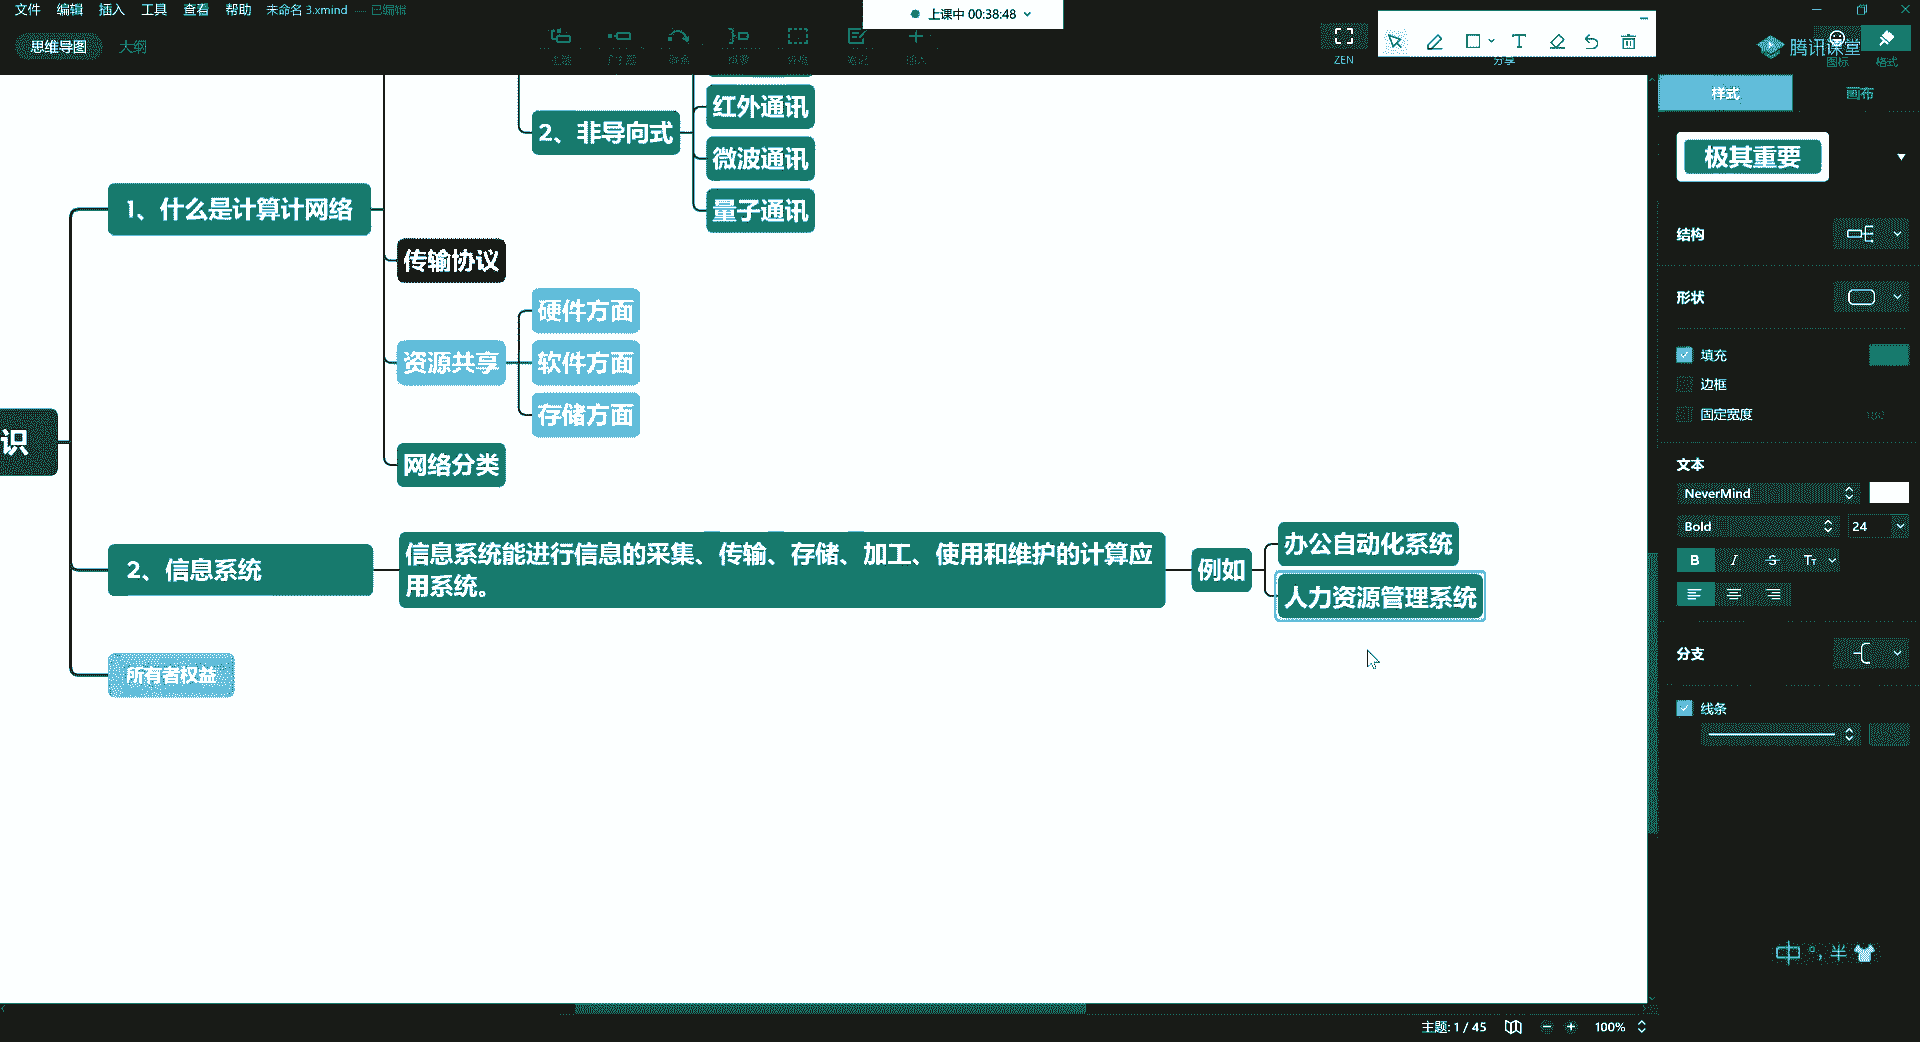 文件 编辑 插入 工具 查看 帮助 未命名 3.xmind — 已编辑
上课中 00:38:48
思维导图 大纲
ZEN
分享
腾讯课堂
图标
格式
样式 画布
极其重要
结构
形状
填充
边框
固定宽度
文本
NeverMind
Bold 24
B I S Tт
分支
线条
红外通讯
2、非导向式
微波通讯
量子通讯
1、什么是计算计网络
传输协议
硬件方面
资源共享
软件方面
存储方面
识
网络分类
2、信息系统
信息系统能进行信息的采集、传输、存储、加工、使用和维护的计算应
用系统。
例如
办公自动化系统
人力资源管理系统
所有者权益
中 °, 半
主题: 1 / 45
100%